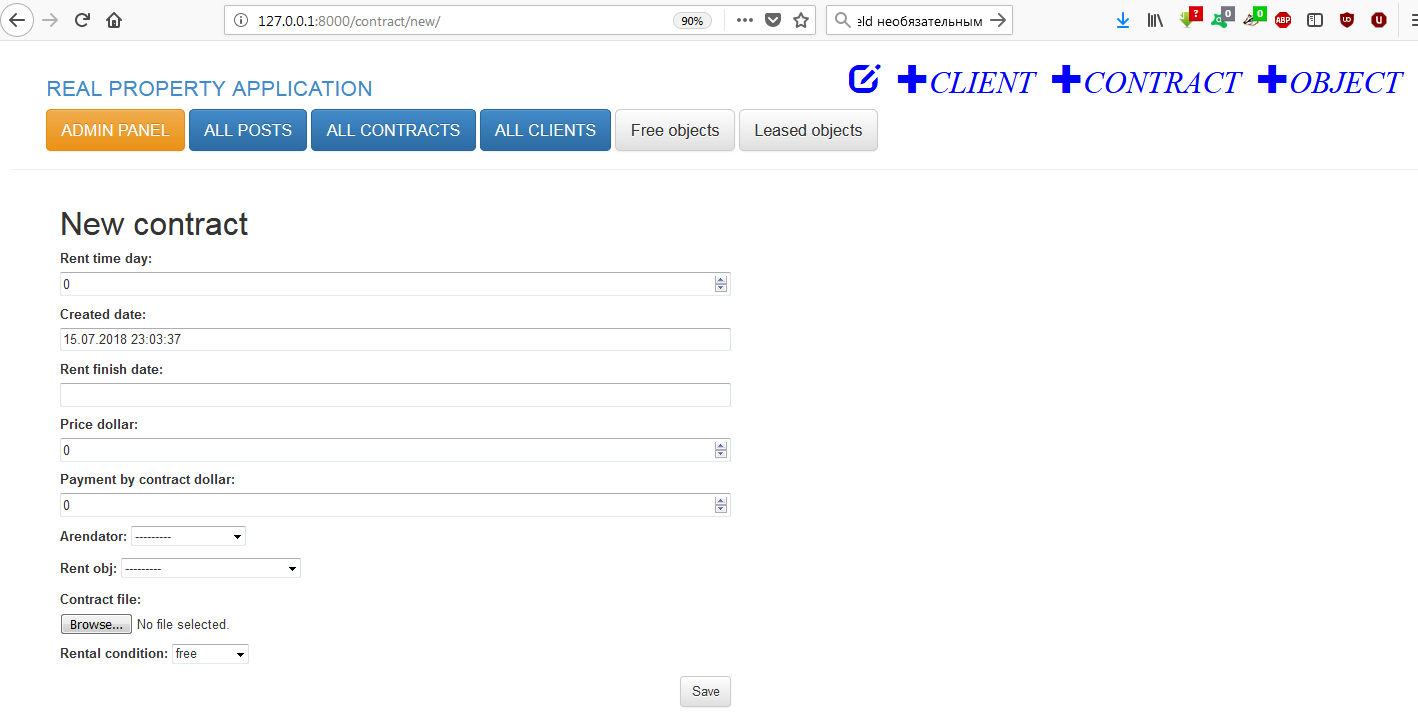 127.0.0.1:8000/contract/new/ 90% eld необязательным ? 0 0 ABP UD U
CLIENT CONTRACT OBJECT
REAL PROPERTY APPLICATION
ADMIN PANEL ALL POSTS ALL CONTRACTS ALL CLIENTS Free objects Leased objects
New contract
Rent time day:
0
Created date:
15.07.2018 23:03:37
Rent finish date:
Price dollar:
0
Payment by contract dollar:
0
Arendator: ---------
Rent obj: ---------
Contract file:
Browse... No file selected.
Rental condition: free
Save